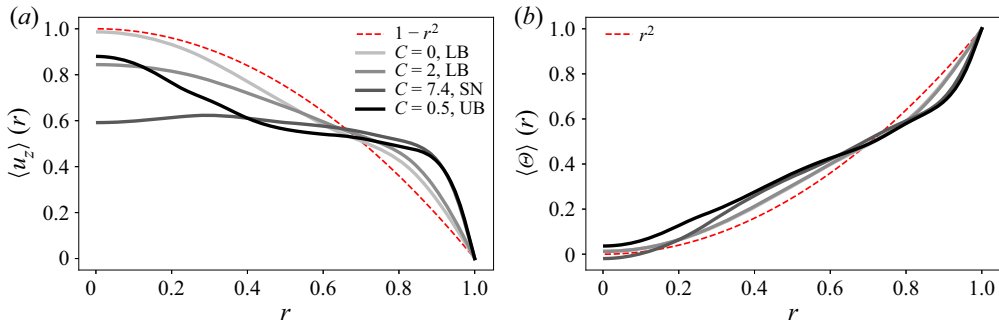 (a)
1.0
0.8
0.6
0.4
0.2
0
⟨u_z⟩ (r)
1 − r²
C = 0, LB
C = 2, LB
C = 7.4, SN
C = 0.5, UB
0 0.2 0.4 0.6 0.8 1.0
r
(b)
1.0
0.8
0.6
0.4
0.2
0
⟨Θ⟩ (r)
r²
0 0.2 0.4 0.6 0.8 1.0
r